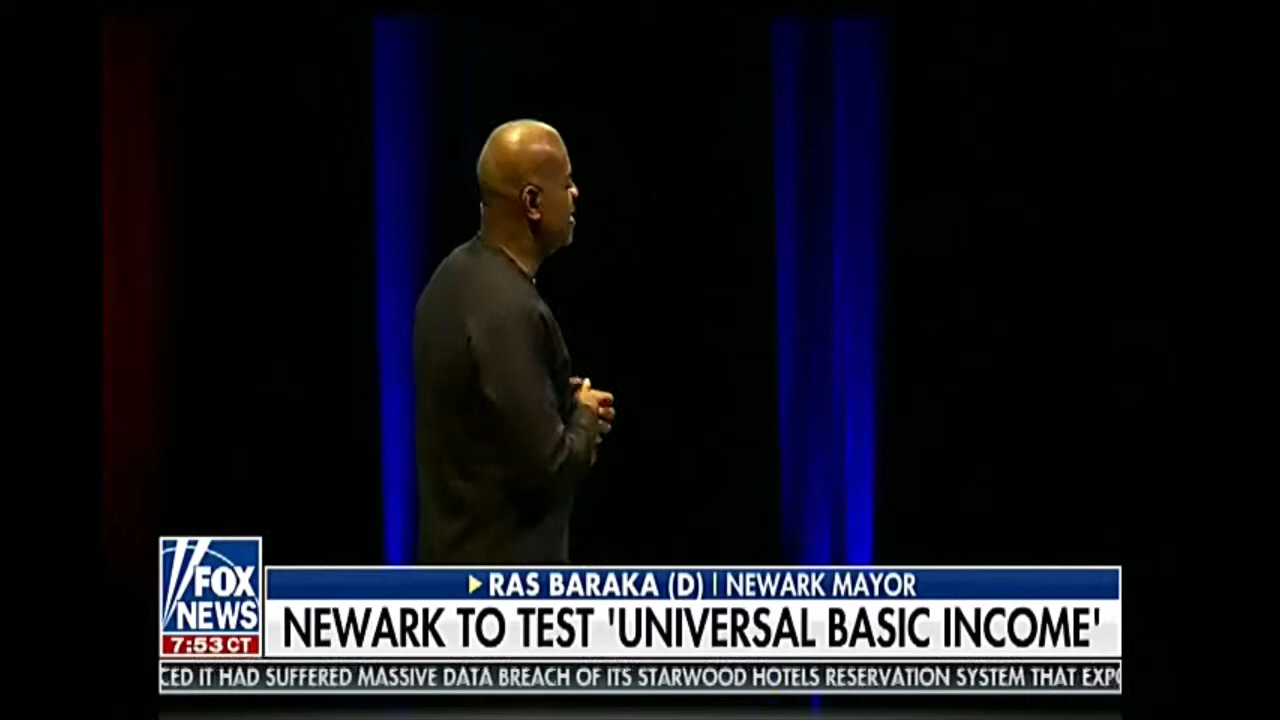 RAS BARAKA (D) | NEWARK MAYOR
FOX
NEWS
NEWARK TO TEST 'UNIVERSAL BASIC INCOME'
7:53 CT
CED IT HAD SUFFERED MASSIVE DATA BREACH OF ITS STARWOOD HOTELS RESERVATION SYSTEM THAT EXPO